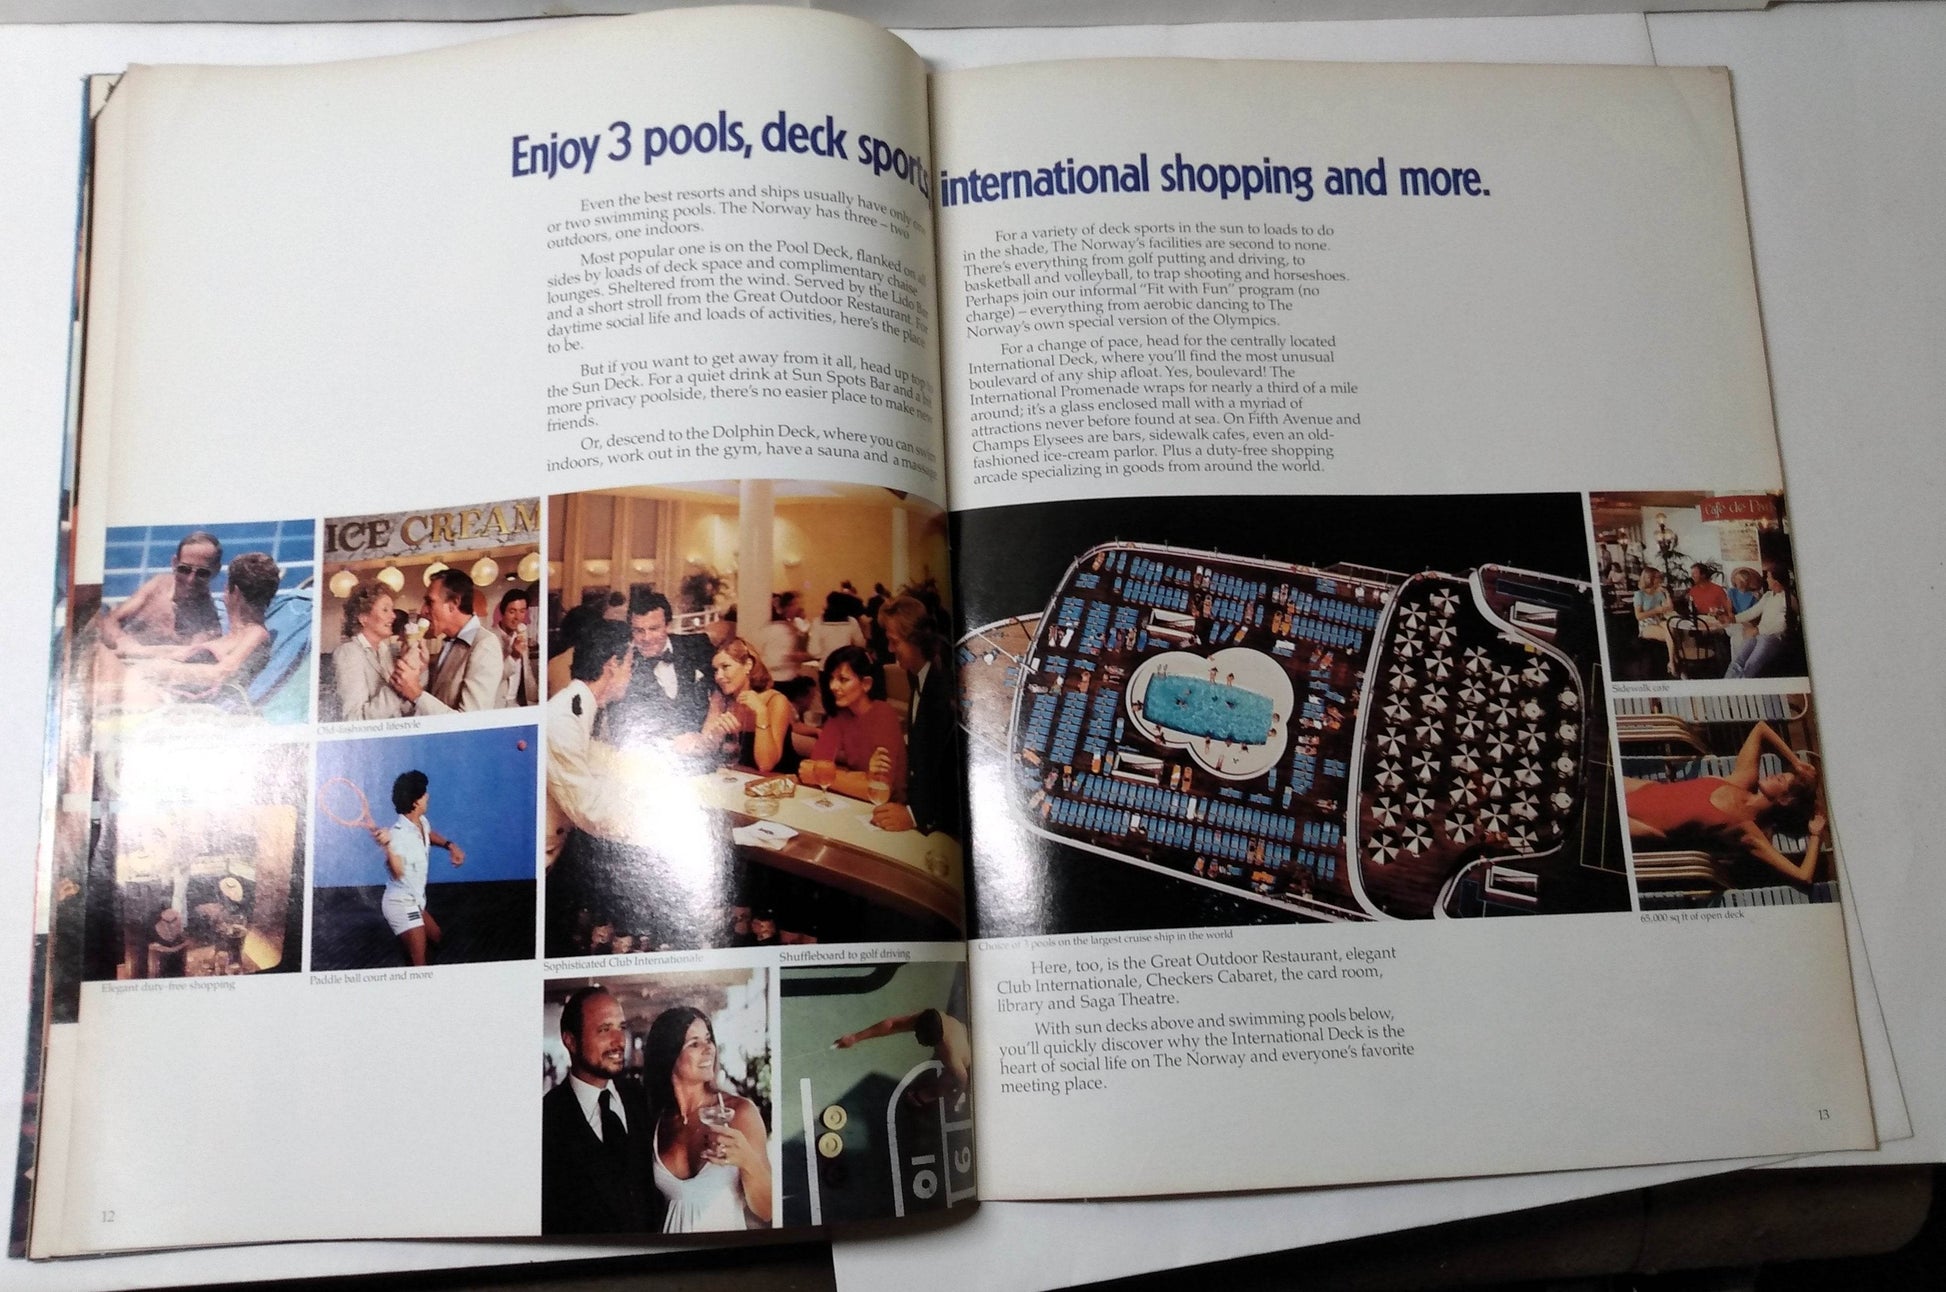 Enjoy 3 pools, deck sports, international shopping and more.
Even the best resorts and ships usually have only one
or two swimming pools. The Norway has three – two
outdoors, one indoors.
Most popular one is on the Pool Deck, flanked on all
sides by loads of deck space and complimentary chaise
lounges. Sheltered from the wind. Served by the Lido Bar
and a short stroll from the Great Outdoor Restaurant. For
daytime social life and loads of activities, here's the place
to be.
But if you want to get away from it all, head up top to
the Sun Deck. For a quiet drink at Sun Spots Bar and a bit
more privacy poolside, there's no easier place to make new
friends.
Or, descend to the Dolphin Deck, where you can swim
indoors, work out in the gym, have a sauna and a massage
For a variety of deck sports in the sun to loads to do
in the shade, The Norway's facilities are second to none.
There's everything from golf putting and driving, to
basketball and volleyball, to trap shooting and horseshoes.
Perhaps join our informal "Fit with Fun" program (no
charge) – everything from aerobic dancing to The
Norway's own special version of the Olympics.
For a change of pace, head for the centrally located
International Deck, where you'll find the most unusual
boulevard of any ship afloat. Yes, boulevard! The
International Promenade wraps for nearly a third of a mile
around; it's a glass enclosed mall with a myriad of
attractions never before found at sea. On Fifth Avenue and
Champs Elysees are bars, sidewalk cafes, even an old-
fashioned ice-cream parlor. Plus a duty-free shopping
arcade specializing in goods from around the world.
ICE CREAM
Cafe de
Old-fashioned lifestyle
Sidewalk cafe
Elegant duty-free shopping
Paddle ball court and more
Sophisticated Club Internationale
Shuffleboard to golf driving
Choice of 3 pools on the largest cruise ship in the world
65,000 sq ft of open deck
10
9
Here, too, is the Great Outdoor Restaurant, elegant
Club Internationale, Checkers Cabaret, the card room,
library and Saga Theatre.
With sun decks above and swimming pools below,
you'll quickly discover why the International Deck is the
heart of social life on The Norway and everyone's favorite
meeting place.
12
13